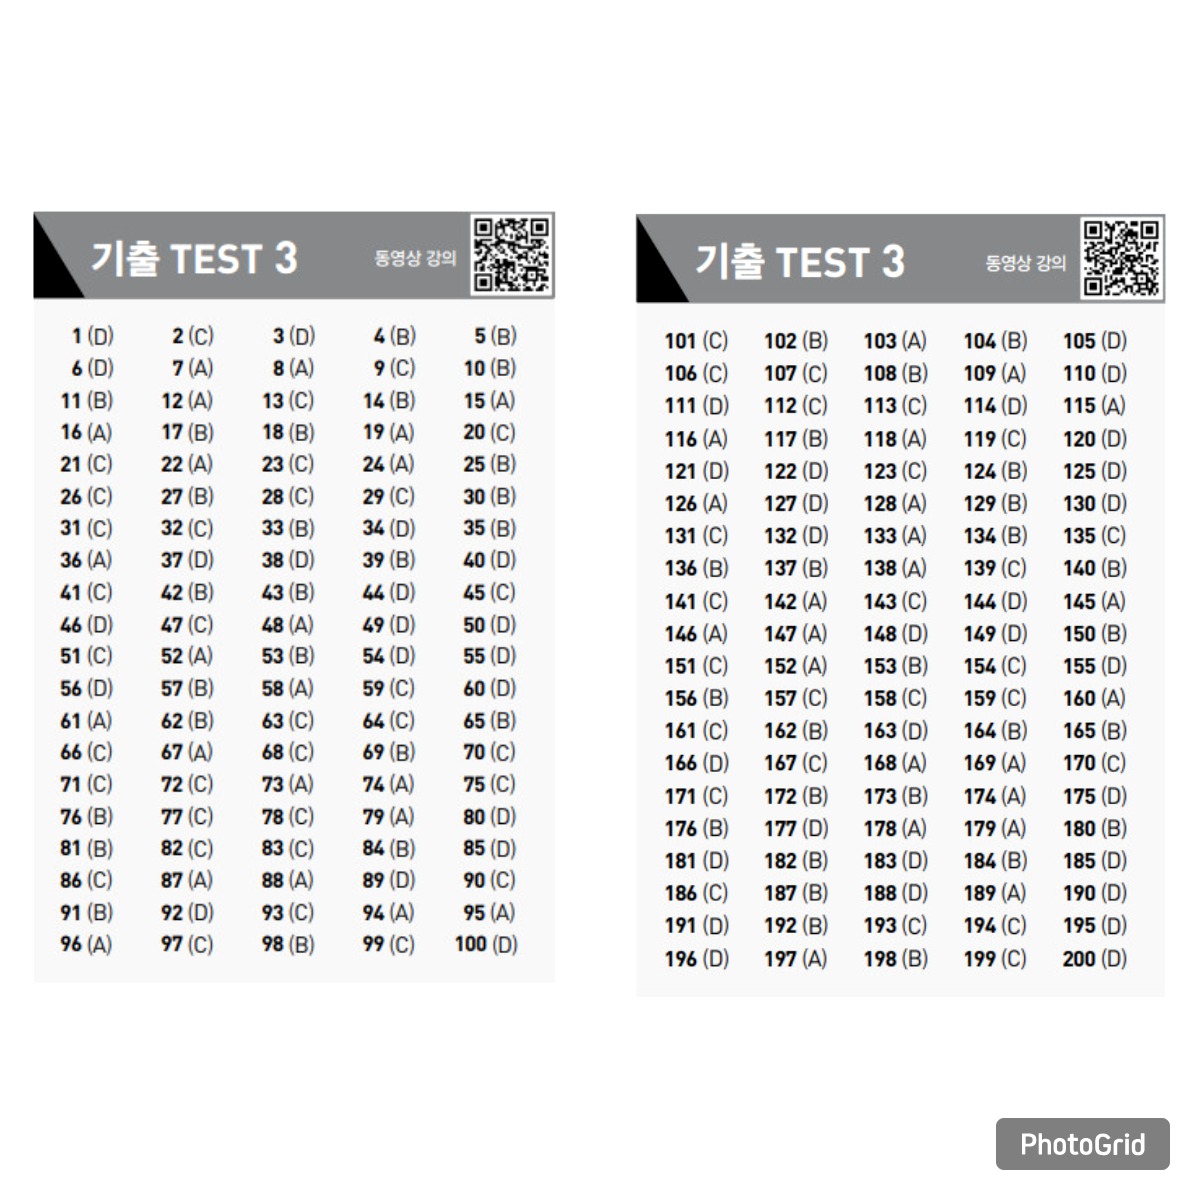 기출 TEST 3 동영상 강의
1 (D) 2 (C) 3 (D) 4 (B) 5 (B)
6 (D) 7 (A) 8 (A) 9 (C) 10 (B)
11 (B) 12 (A) 13 (C) 14 (B) 15 (A)
16 (A) 17 (B) 18 (B) 19 (A) 20 (C)
21 (C) 22 (A) 23 (C) 24 (A) 25 (B)
26 (C) 27 (B) 28 (C) 29 (C) 30 (B)
31 (C) 32 (C) 33 (B) 34 (D) 35 (B)
36 (A) 37 (D) 38 (D) 39 (B) 40 (D)
41 (C) 42 (B) 43 (B) 44 (D) 45 (C)
46 (D) 47 (C) 48 (A) 49 (D) 50 (D)
51 (C) 52 (A) 53 (B) 54 (D) 55 (D)
56 (D) 57 (B) 58 (A) 59 (C) 60 (D)
61 (A) 62 (B) 63 (C) 64 (C) 65 (B)
66 (C) 67 (A) 68 (C) 69 (B) 70 (C)
71 (C) 72 (C) 73 (A) 74 (A) 75 (C)
76 (B) 77 (C) 78 (C) 79 (A) 80 (D)
81 (B) 82 (C) 83 (C) 84 (B) 85 (D)
86 (C) 87 (A) 88 (A) 89 (D) 90 (C)
91 (B) 92 (D) 93 (C) 94 (A) 95 (A)
96 (A) 97 (C) 98 (B) 99 (C) 100 (D)
기출 TEST 3 동영상 강의
101 (C) 102 (B) 103 (A) 104 (B) 105 (D)
106 (C) 107 (C) 108 (B) 109 (A) 110 (D)
111 (D) 112 (C) 113 (C) 114 (D) 115 (A)
116 (A) 117 (B) 118 (A) 119 (C) 120 (D)
121 (D) 122 (D) 123 (C) 124 (B) 125 (D)
126 (A) 127 (D) 128 (A) 129 (B) 130 (D)
131 (C) 132 (D) 133 (A) 134 (B) 135 (C)
136 (B) 137 (B) 138 (A) 139 (C) 140 (B)
141 (C) 142 (A) 143 (C) 144 (D) 145 (A)
146 (A) 147 (A) 148 (D) 149 (D) 150 (B)
151 (C) 152 (A) 153 (B) 154 (C) 155 (D)
156 (B) 157 (C) 158 (C) 159 (C) 160 (A)
161 (C) 162 (B) 163 (D) 164 (B) 165 (B)
166 (D) 167 (C) 168 (A) 169 (A) 170 (C)
171 (C) 172 (B) 173 (B) 174 (A) 175 (D)
176 (B) 177 (D) 178 (A) 179 (A) 180 (B)
181 (D) 182 (B) 183 (D) 184 (B) 185 (D)
186 (C) 187 (B) 188 (D) 189 (A) 190 (D)
191 (D) 192 (B) 193 (C) 194 (C) 195 (D)
196 (D) 197 (A) 198 (B) 199 (C) 200 (D)
PhotoGrid